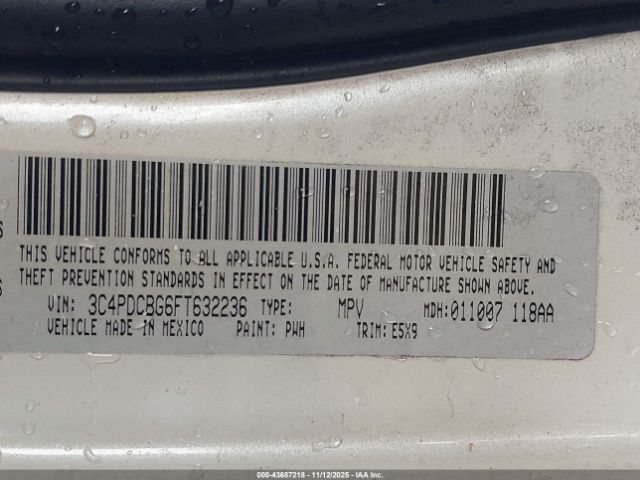 S
THIS VEHICLE CONFORMS TO ALL APPLICABLE U.S.A. FEDERAL MOTOR VEHICLE SAFETY AND
S
THEFT PREVENTION STANDARDS IN EFFECT ON THE DATE OF MANUFACTURE SHOWN ABOVE.
VIN: 3C4PDCBG6FT632236 TYPE: MPV MDH:011007 118AA
VEHICLE MADE IN MEXICO PAINT: PWH TRIM: E5X9
000-43687218 - 11/12/2025 - IAAI.COM